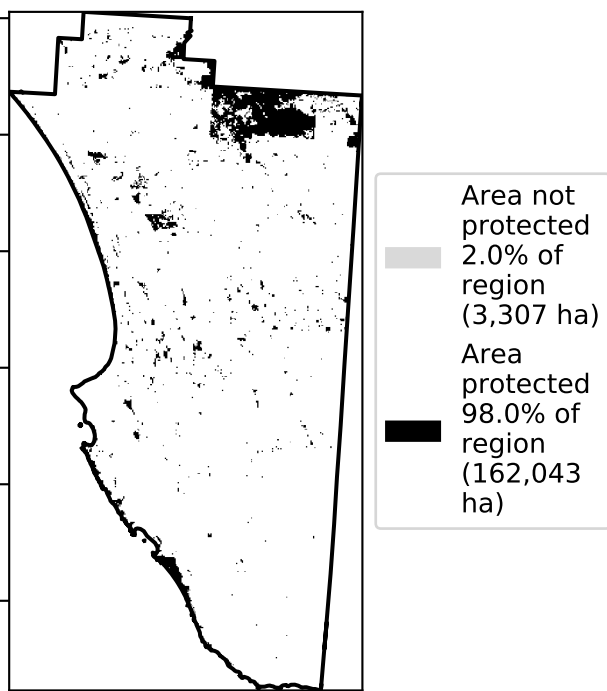 Area not
protected
2.0% of
region
(3,307 ha)
Area
protected
98.0% of
region
(162,043
ha)